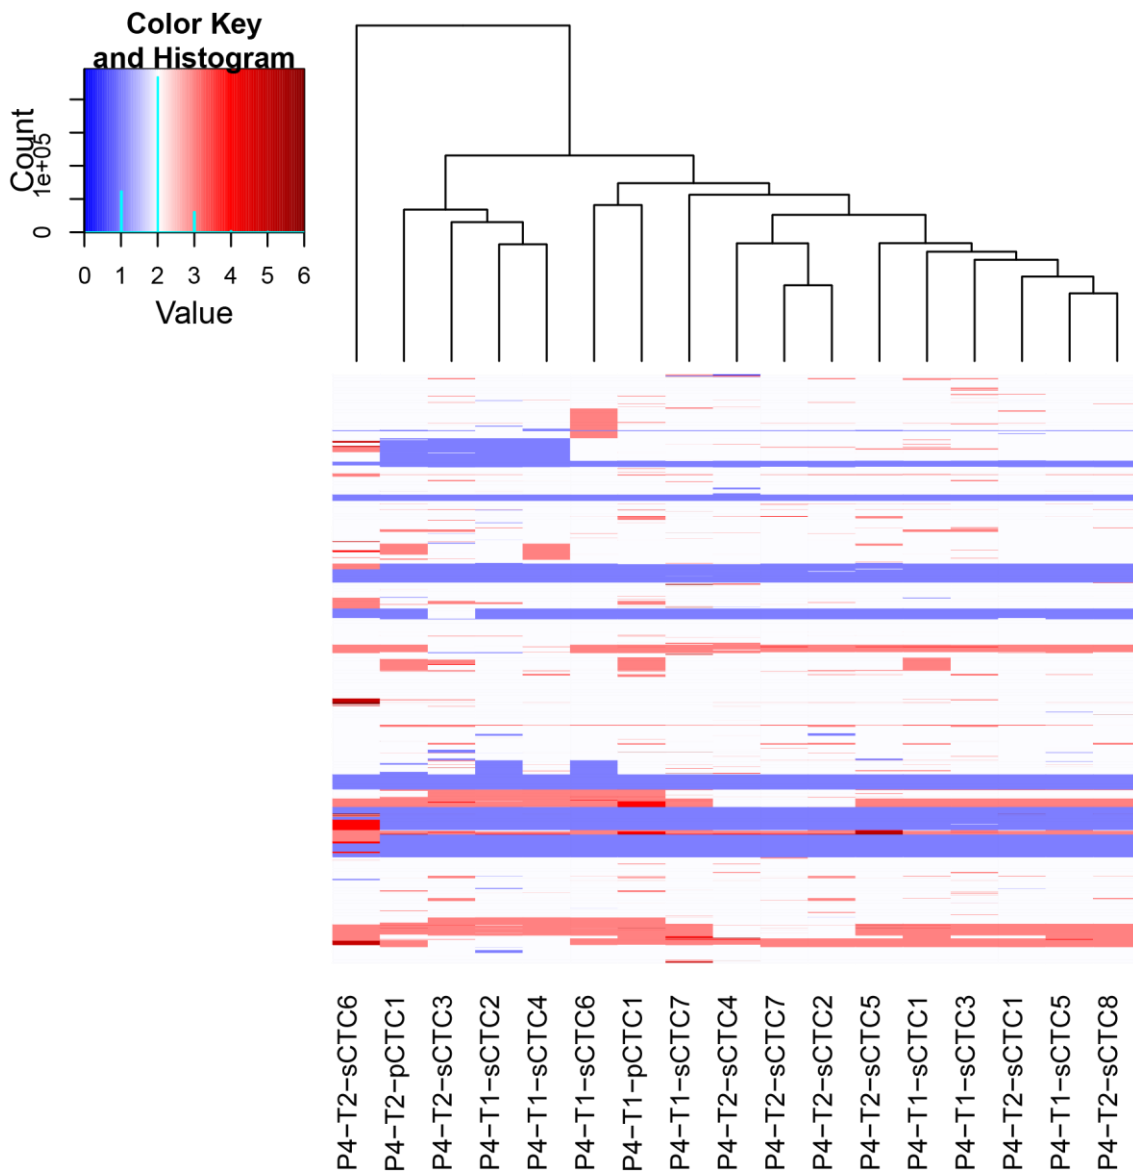 Color Key
and Histogram
Count
0
1e+05
0 1 2 3 4 5 6
Value
P4-T2-sCTC6
P4-T2-pCTC1
P4-T2-sCTC3
P4-T1-sCTC2
P4-T1-sCTC4
P4-T1-sCTC6
P4-T1-pCTC1
P4-T1-sCTC7
P4-T2-sCTC4
P4-T2-sCTC7
P4-T2-sCTC2
P4-T2-sCTC5
P4-T1-sCTC1
P4-T1-sCTC3
P4-T2-sCTC1
P4-T1-sCTC5
P4-T2-sCTC8